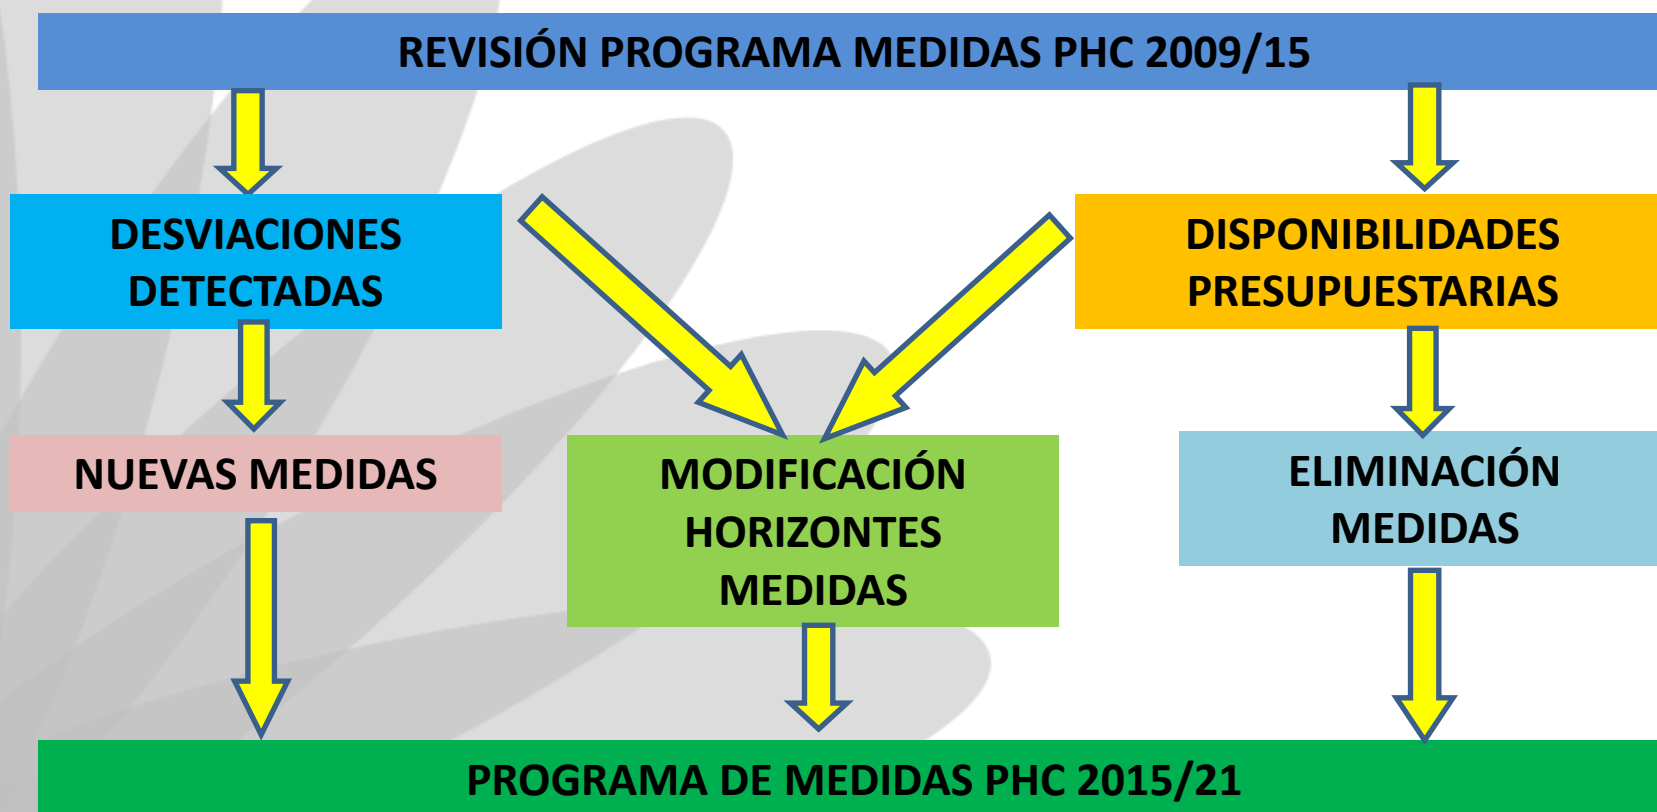 REVISIÓN PROGRAMA MEDIDAS PHC 2009/15
DESVIACIONES
DETECTADAS
DISPONIBILIDADES
PRESUPUESTARIAS
NUEVAS MEDIDAS
MODIFICACIÓN
HORIZONTES
MEDIDAS
ELIMINACIÓN
MEDIDAS
PROGRAMA DE MEDIDAS PHC 2015/21